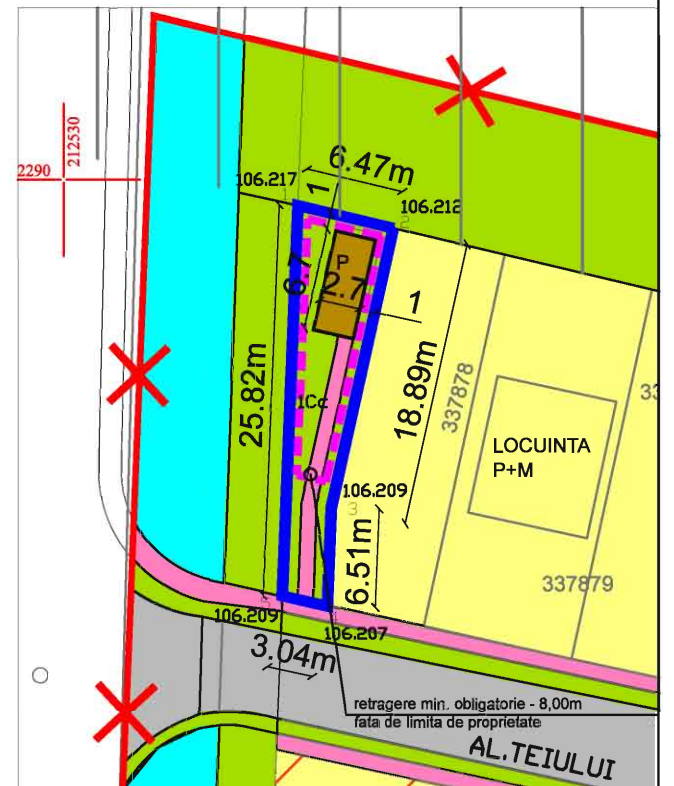 212530
2290
6.47m
1
106.217
106.212
P
6.7
2.7
1
25.82m
18.89m
337878
33
1Cc
LOCUINTA
P+M
106.209
3
6.51m
337879
106.209
106.207
3.04m
retragere min. obligatorie - 8,00m
fata de limita de proprietate
AL.TEIULUI